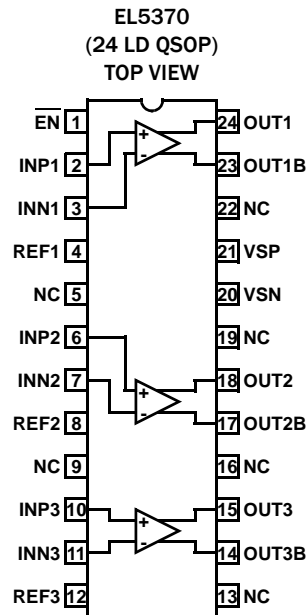 EL5370
(24 LD QSOP)
TOP VIEW
EN 1
24 OUT1
+
-
INP1 2
23 OUT1B
INN1 3
22 NC
REF1 4
21 VSP
NC 5
20 VSN
INP2 6
19 NC
INN2 7
18 OUT2
+
-
REF2 8
17 OUT2B
NC 9
16 NC
INP3 10
15 OUT3
+
-
INN3 11
14 OUT3B
REF3 12
13 NC